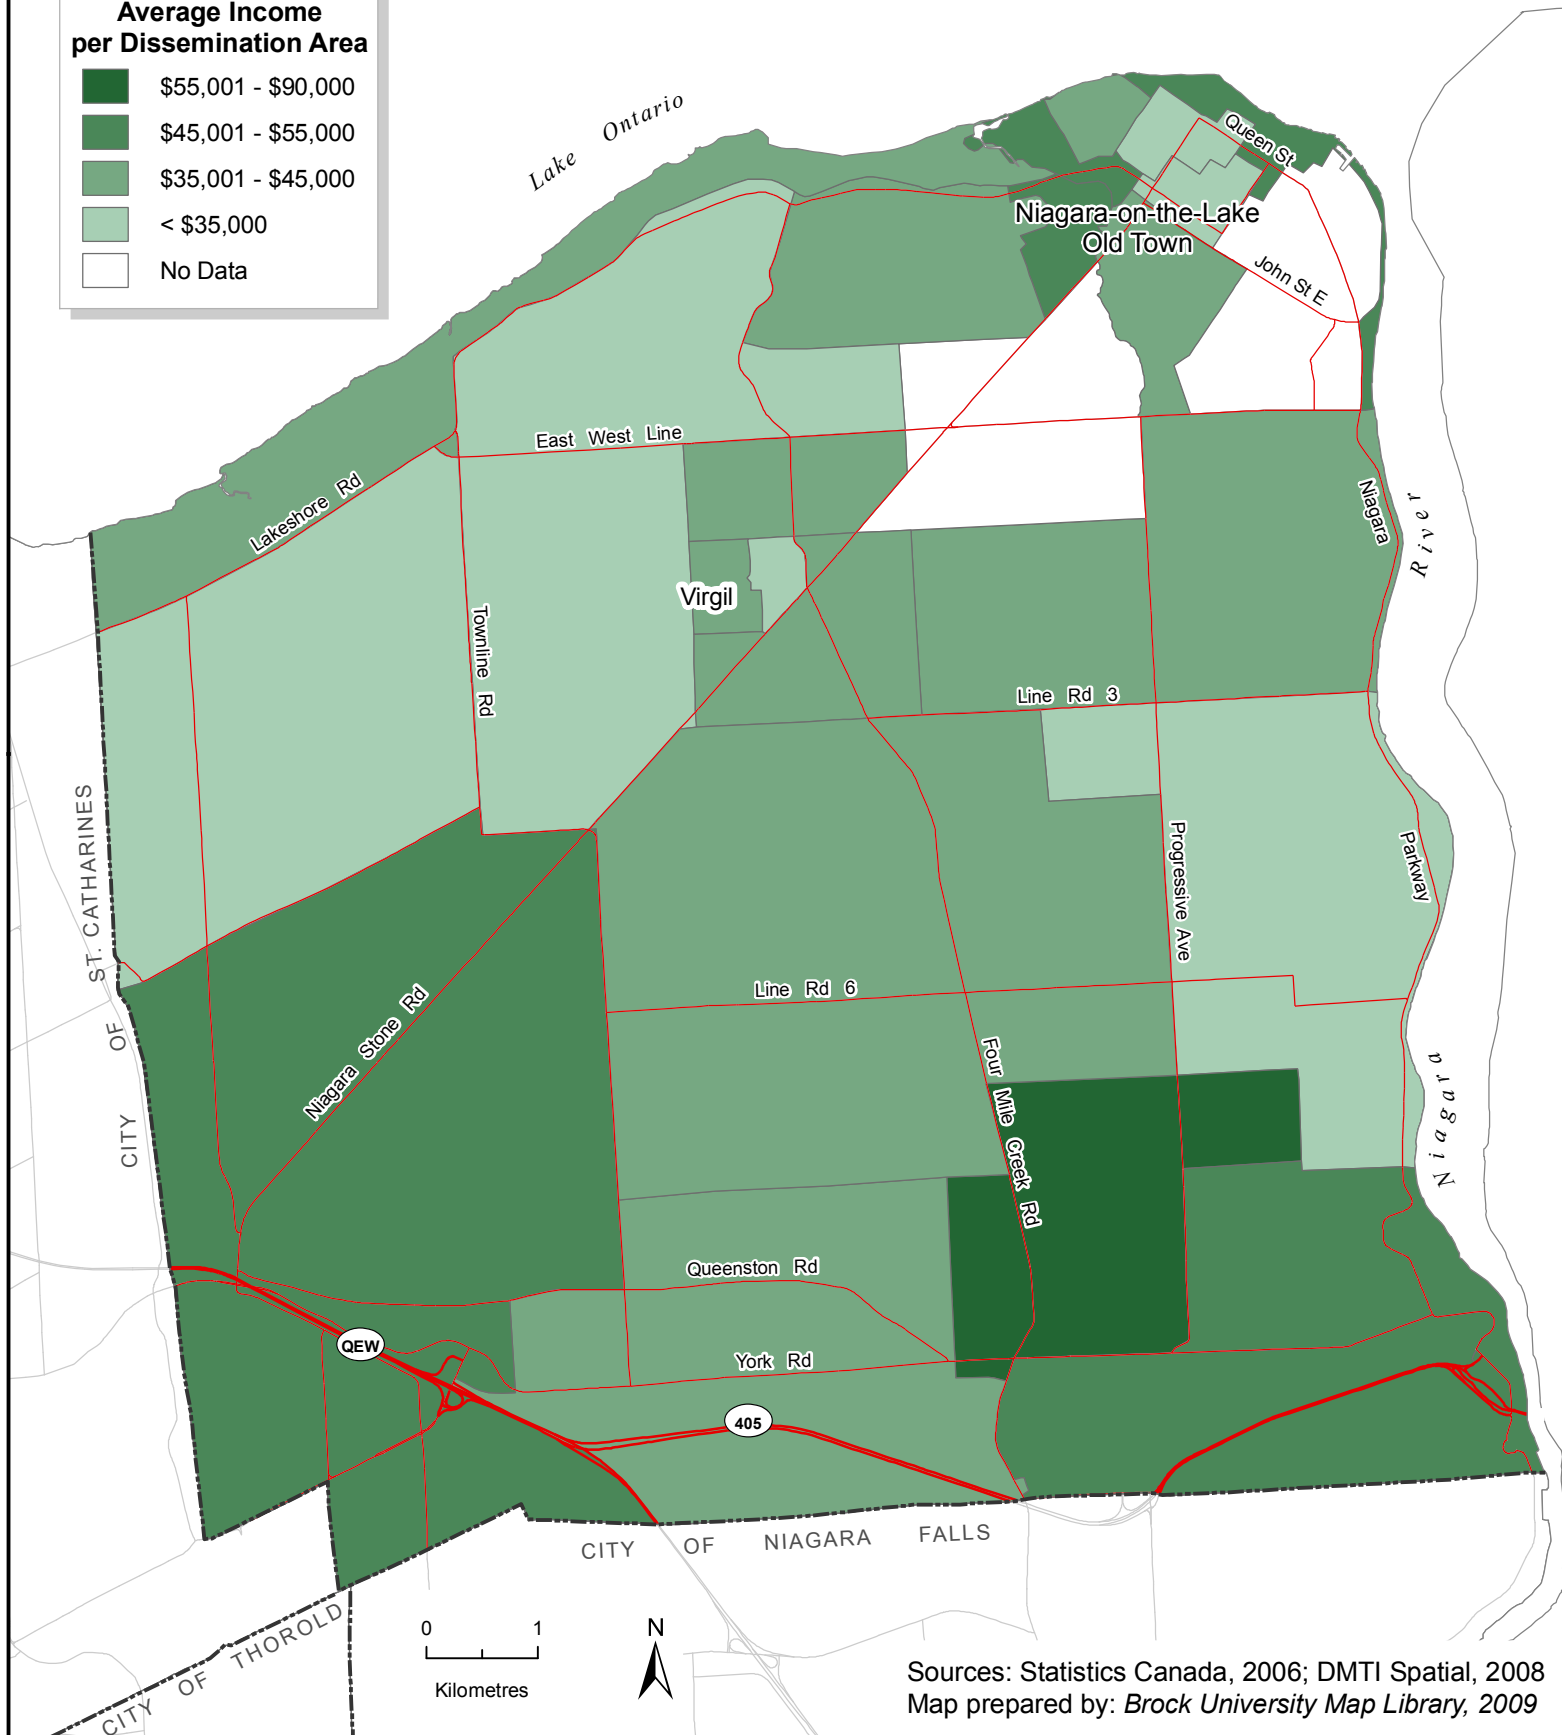 Average Income
per Dissemination Area
$55,001 - $90,000
$45,001 - $55,000
$35,001 - $45,000
< $35,000
No Data
Lake Ontario
Queen St
Niagara-on-the-Lake
Old Town
John St E
East West Line
Lakeshore Rd
Niagara
River
Virgil
Townline Rd
Line Rd 3
ST. CATHARINES
Progressive Ave
Parkway
Line Rd 6
Niagara Stone Rd
OF
Four Mile Creek Rd
Niagara
CITY
Queenston Rd
QEW
York Rd
405
CITY OF NIAGARA FALLS
CITY OF THOROLD
0 1
Kilometres
N
Sources: Statistics Canada, 2006; DMTI Spatial, 2008
Map prepared by: Brock University Map Library, 2009